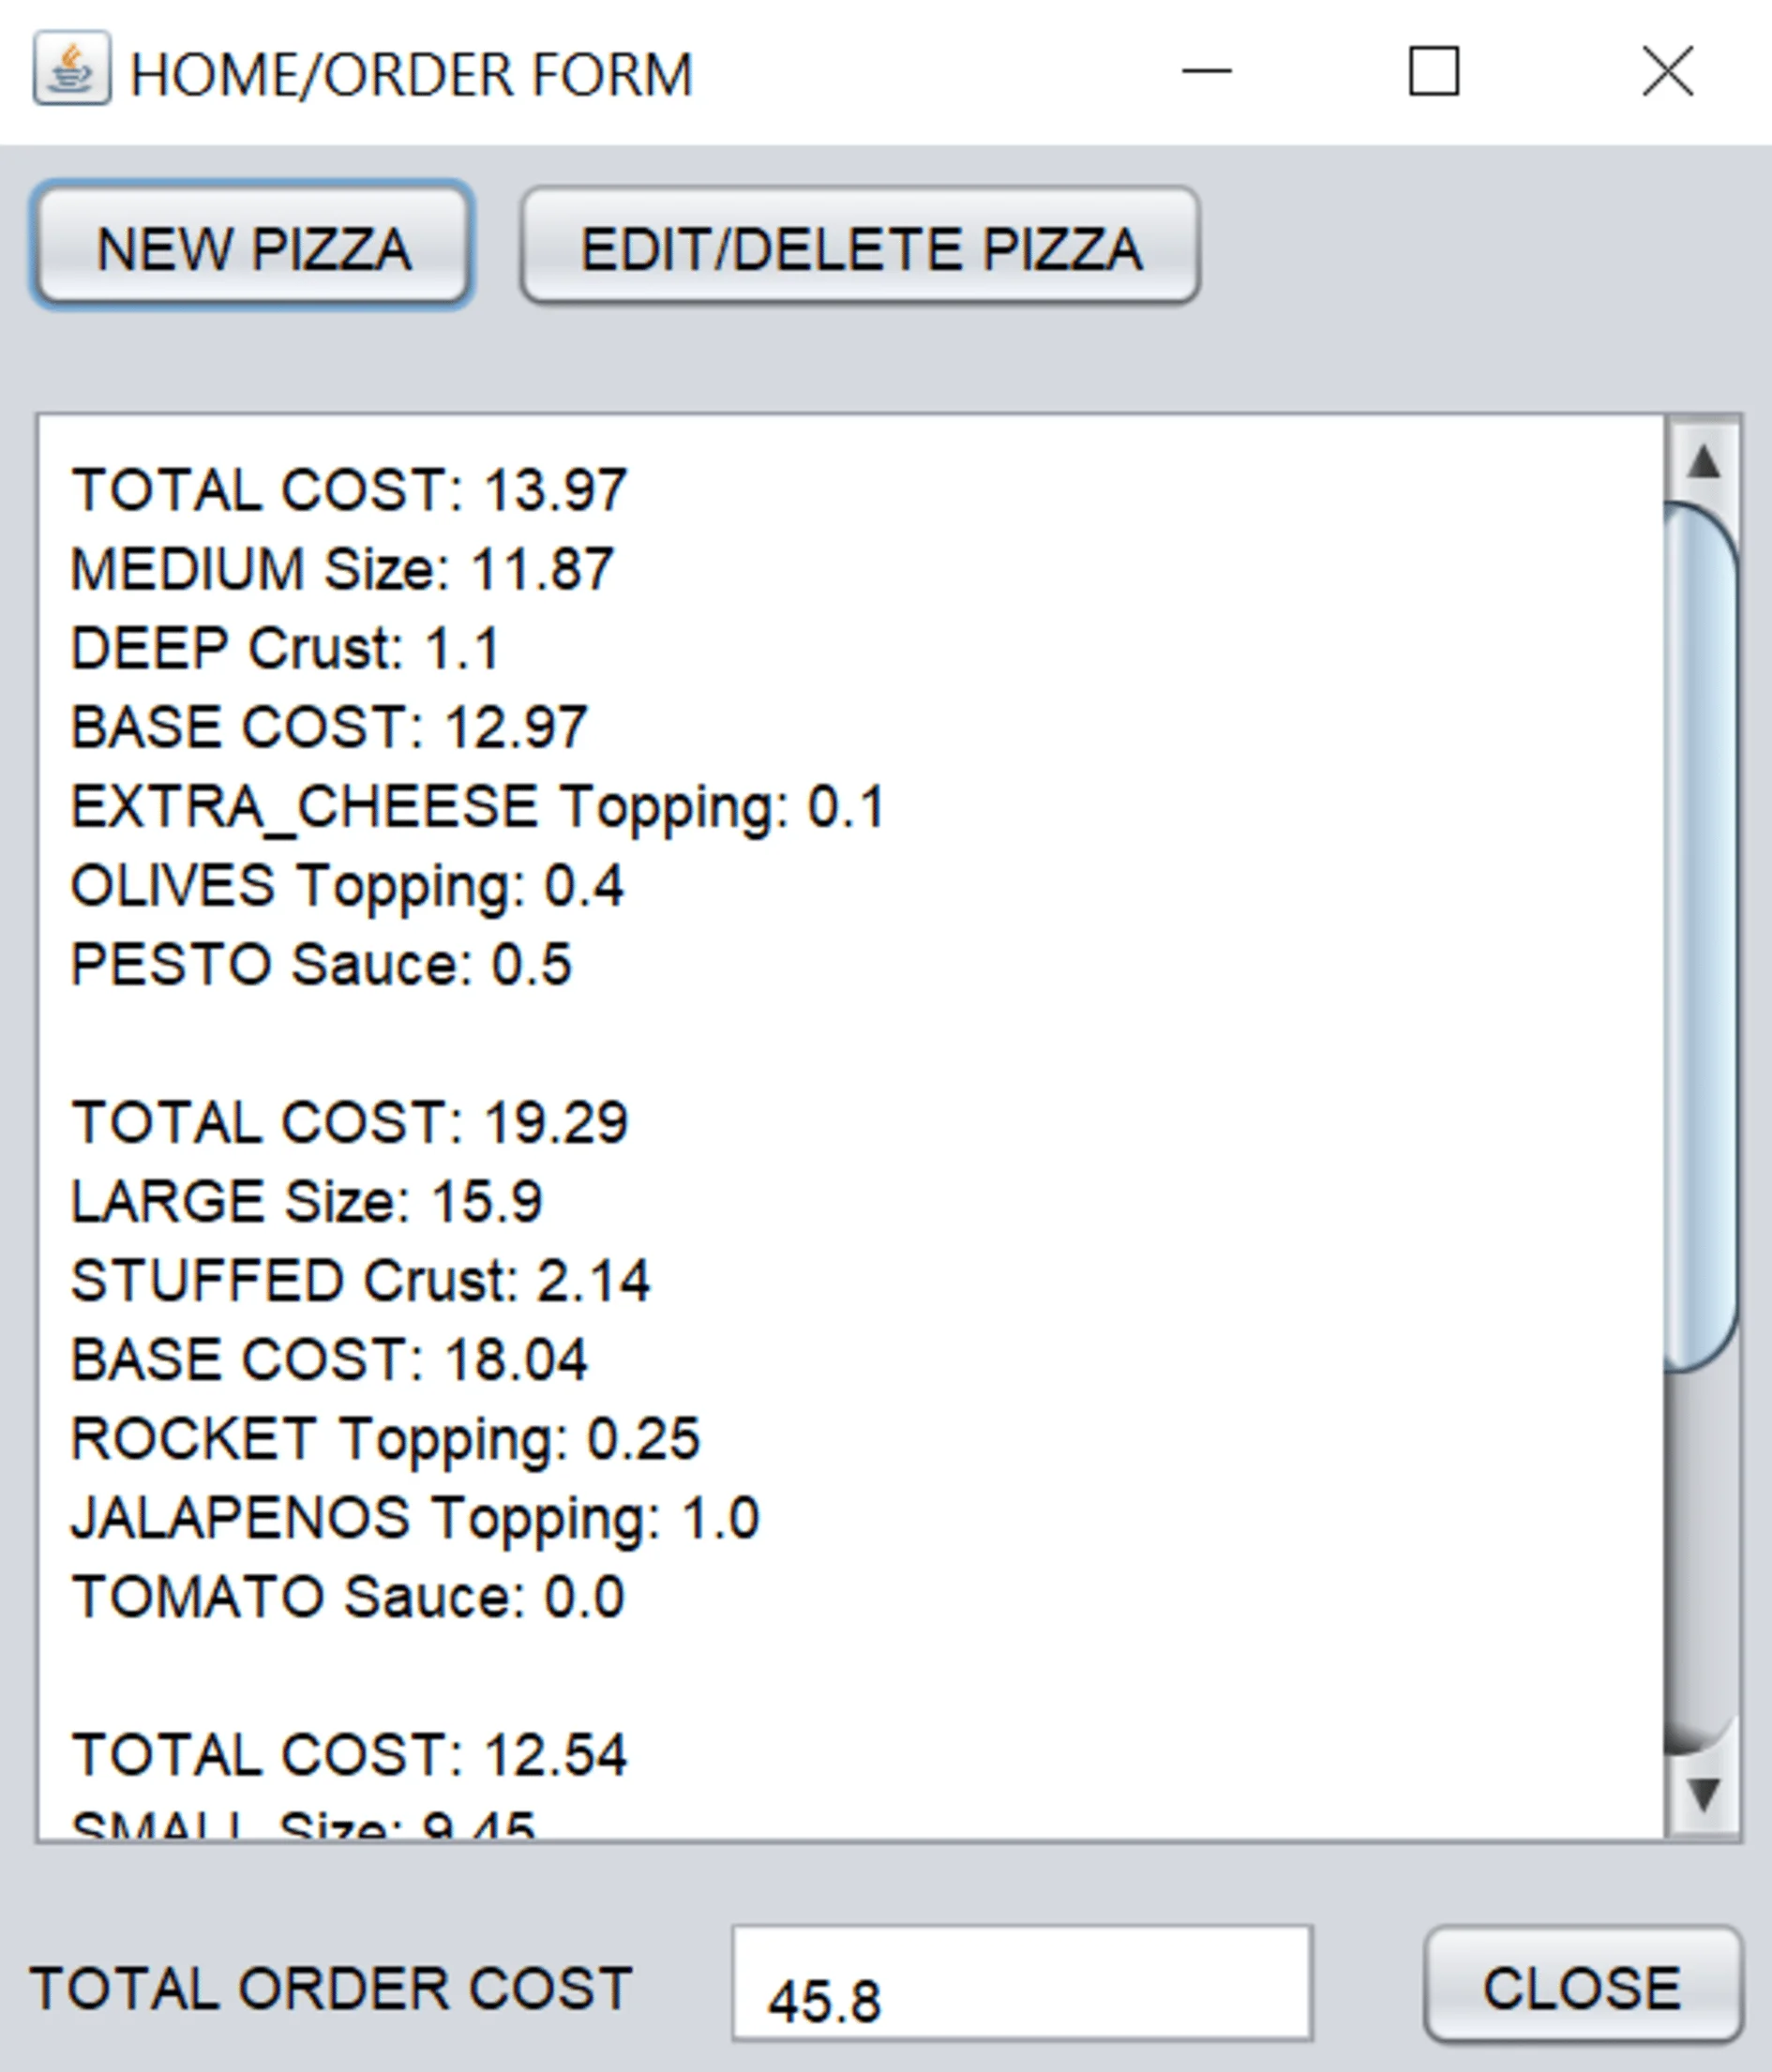 HOME/ORDER FORM
NEW PIZZA EDIT/DELETE PIZZA
TOTAL COST: 13.97
MEDIUM Size: 11.87
DEEP Crust: 1.1
BASE COST: 12.97
EXTRA_CHEESE Topping: 0.1
OLIVES Topping: 0.4
PESTO Sauce: 0.5
TOTAL COST: 19.29
LARGE Size: 15.9
STUFFED Crust: 2.14
BASE COST: 18.04
ROCKET Topping: 0.25
JALAPENOS Topping: 1.0
TOMATO Sauce: 0.0
TOTAL COST: 12.54
SMALL Size: 9.45
TOTAL ORDER COST 45.8 CLOSE